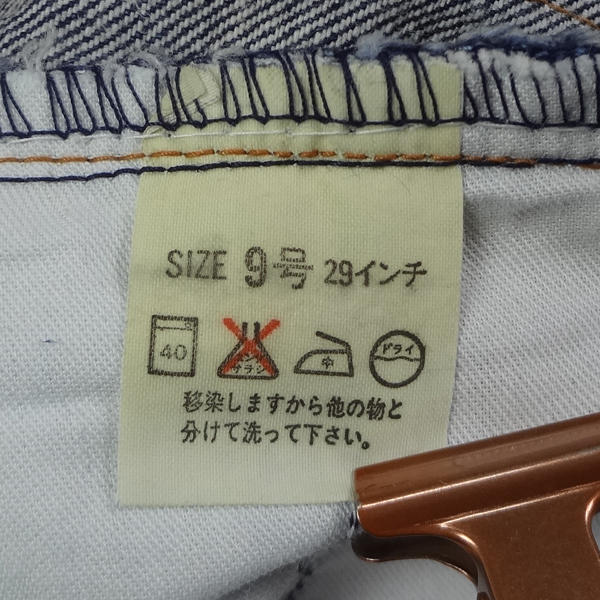 SIZE 9号 29インチ
40 エンソ サラシ 中 ドライ
移染しますから他の物と
分けて洗って下さい。